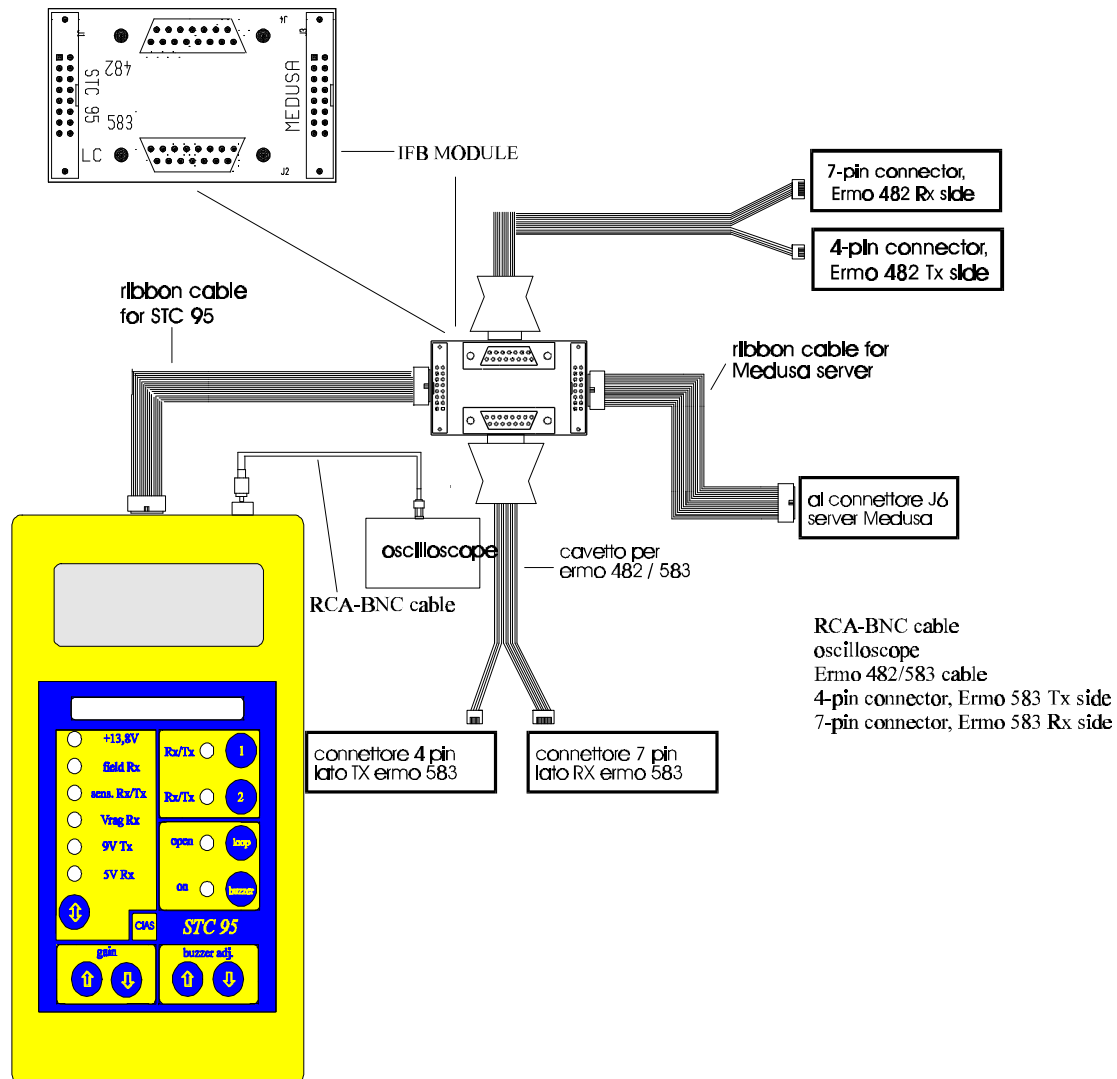 J1
J4
J3
482
STC 95
MEDUSA
583
LC
J2
IFB MODULE
7-pin connector,
Ermo 482 Rx side
4-pin connector,
Ermo 482 Tx side
ribbon cable
for STC 95
ribbon cable for
Medusa server
al connettore J6
server Medusa
oscilloscope
cavetto per
ermo 482 / 583
RCA-BNC cable
RCA-BNC cable
oscilloscope
Ermo 482/583 cable
4-pin connector, Ermo 583 Tx side
7-pin connector, Ermo 583 Rx side
connettore 4 pin
lato TX ermo 583
connettore 7 pin
lato RX ermo 583
+13,8V
field Rx
sens. Rx/Tx
Vrag Rx
9V Tx
5V Rx
Rx/Tx
1
Rx/Tx
2
open
loop
on
buzzer
CIAS
STC 95
gain
buzzer adj.